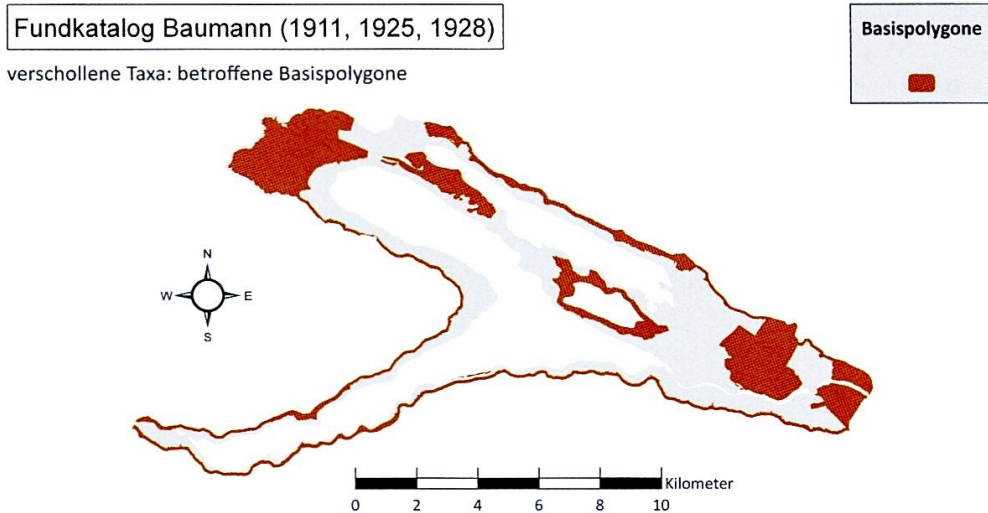 Fundkatalog Baumann (1911, 1925, 1928)
verschollene Taxa: betroffene Basispolygone
Basispolygone
N
W E
S
Kilometer
0 2 4 6 8 10